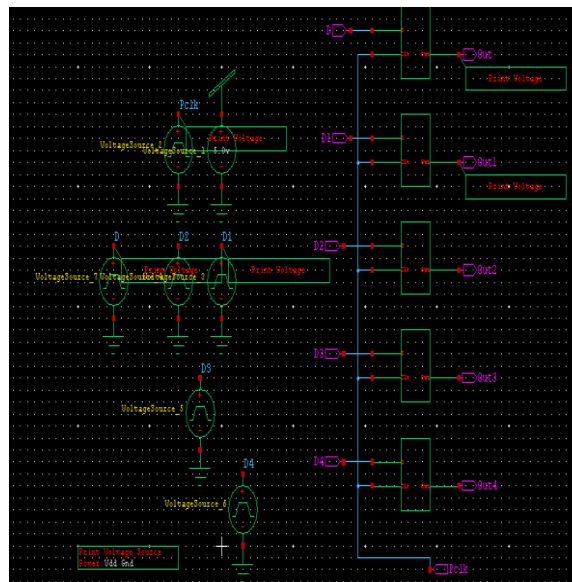 D
Out
Print Voltage
Pclk
Print Voltage
VoltageSource_2
VoltageSource_1 5.0v
D1
Out1
Print Voltage
D D2 D1
D2
Print Voltage
Print Voltage
VoltageSource_7
VoltageSource_3
Out2
D3
D3
Out3
VoltageSource_5
D4
D4
Out4
VoltageSource_6
Print Voltage Source
Power: Vdd Gnd
Pclk